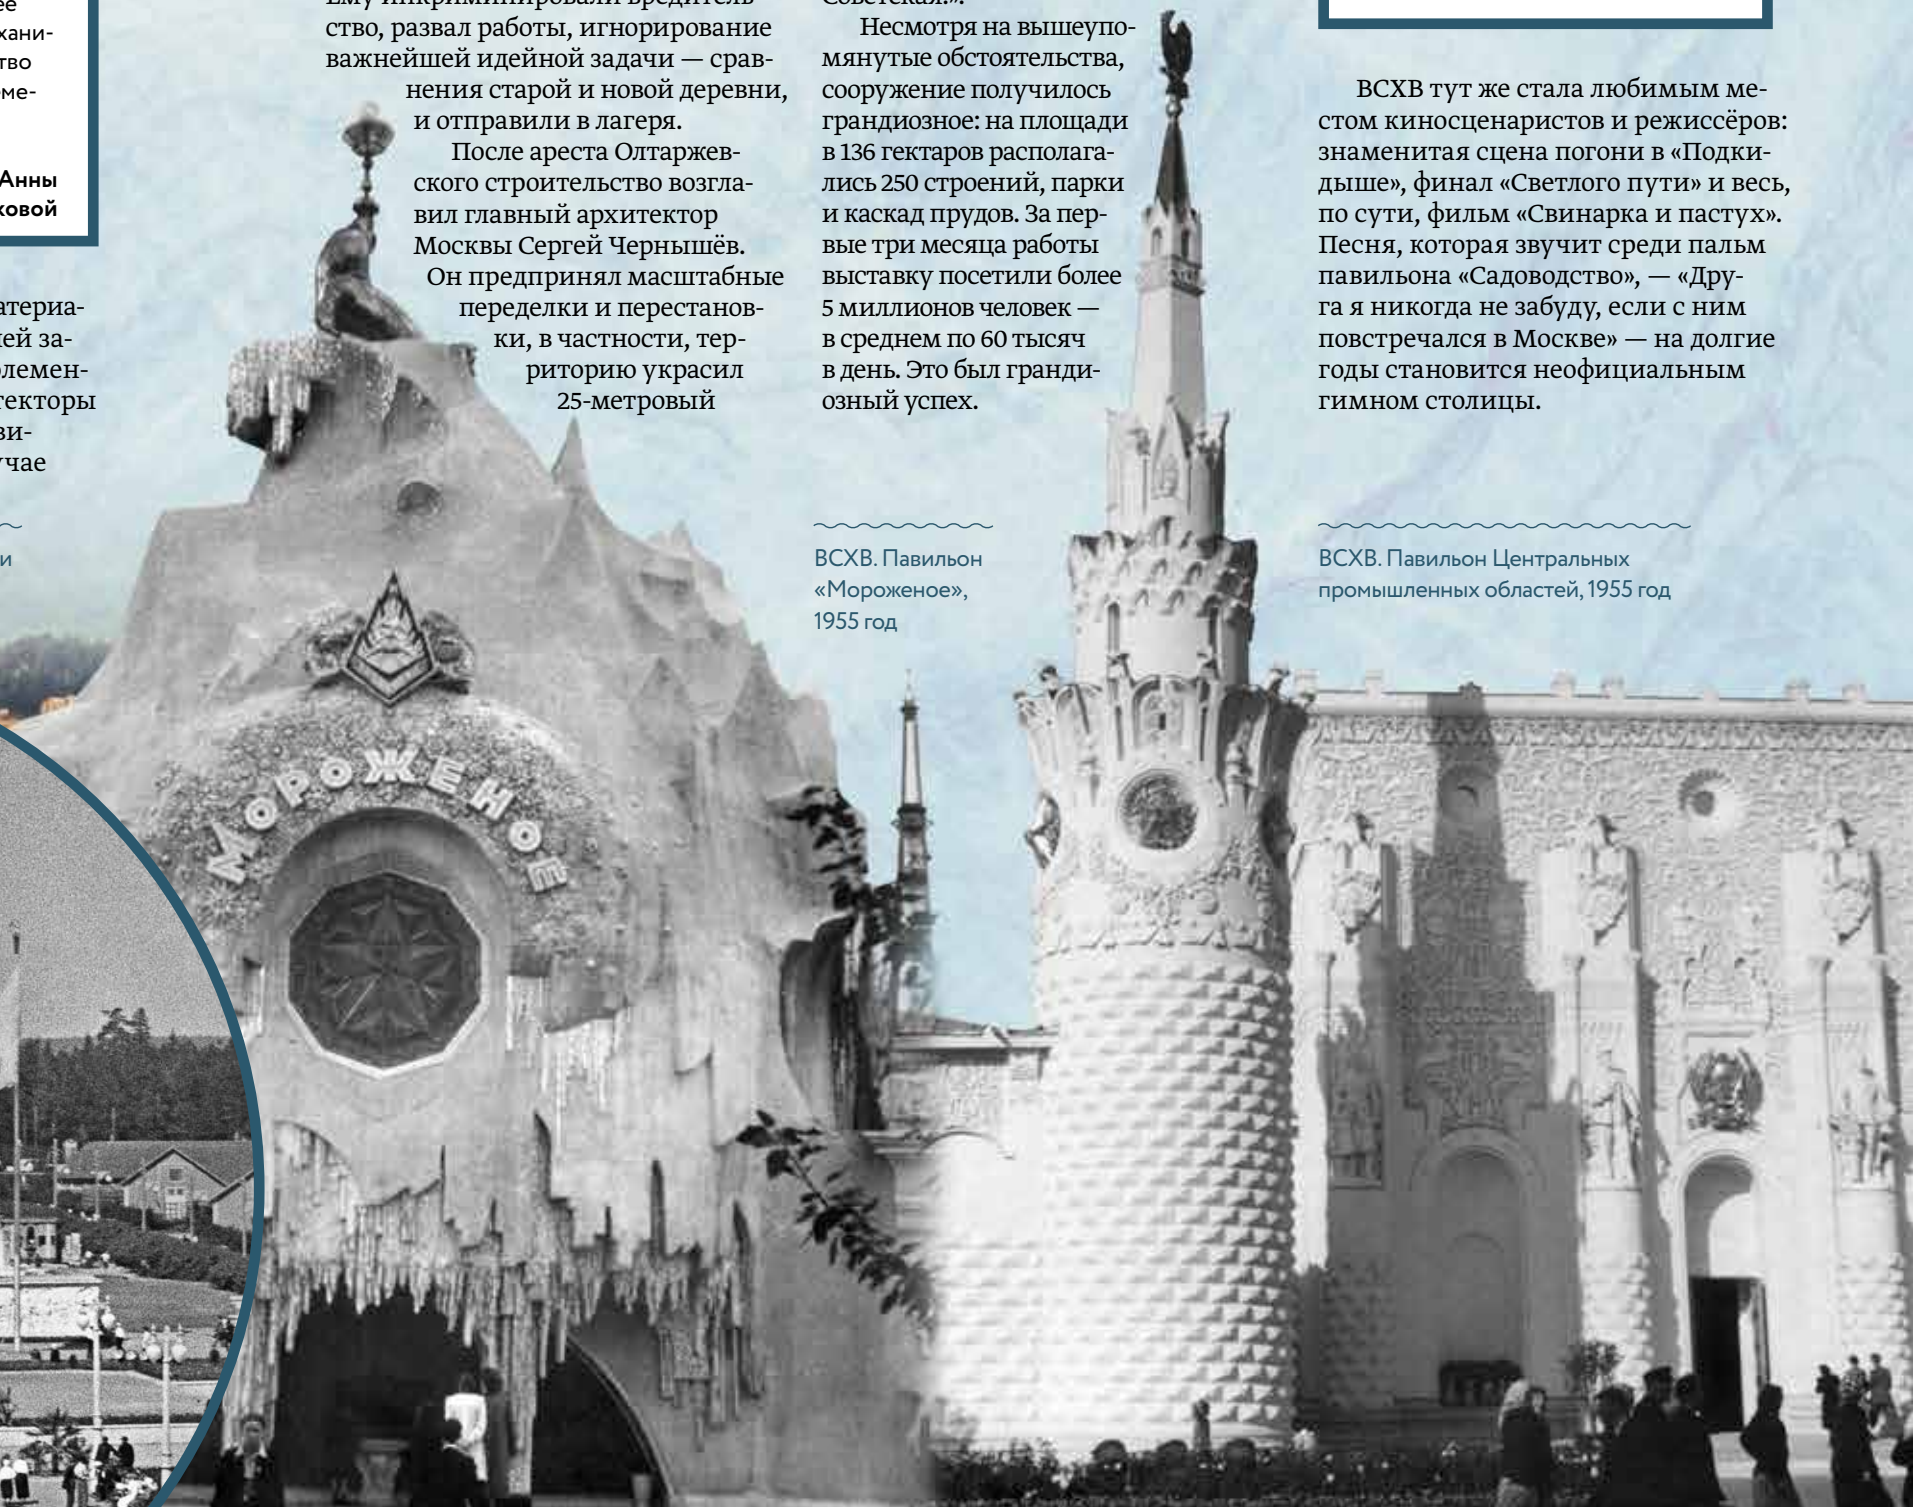 Анны
ей за-
учае
и
ство, развал работы, игнорирование
важнейшей идейной задачи — срав-
нения старой и новой деревни,
и отправили в лагеря.
После ареста Олтаржев-
ского строительство возгла-
вил главный архитектор
Москвы Сергей Чернышёв.
Он предпринял масштабные
переделки и перестанов-
ки, в частности, тер-
риторию украсил
25-метровый
Несмотря на вышеупо-
мянутые обстоятельства,
сооружение получилось
грандиозное: на площади
в 136 гектаров располага-
лись 250 строений, парки
и каскад прудов. За пер-
вые три месяца работы
выставку посетили более
5 миллионов человек —
в среднем по 60 тысяч
в день. Это был гранди-
озный успех.
ВСХВ. Павильон
«Мороженое»,
1955 год
ВСХВ тут же стала любимым ме-
стом киносценаристов и режиссёров:
знаменитая сцена погони в «Подки-
дыше», финал «Светлого пути» и весь,
по сути, фильм «Свинарка и пастух».
Песня, которая звучит среди пальм
павильона «Садоводство», — «Дру-
га я никогда не забуду, если с ним
повстречался в Москве» — на долгие
годы становится неофициальным
гимном столицы.
ВСХВ. Павильон Центральных
промышленных областей, 1955 год
МОРОЖЕНОЕ